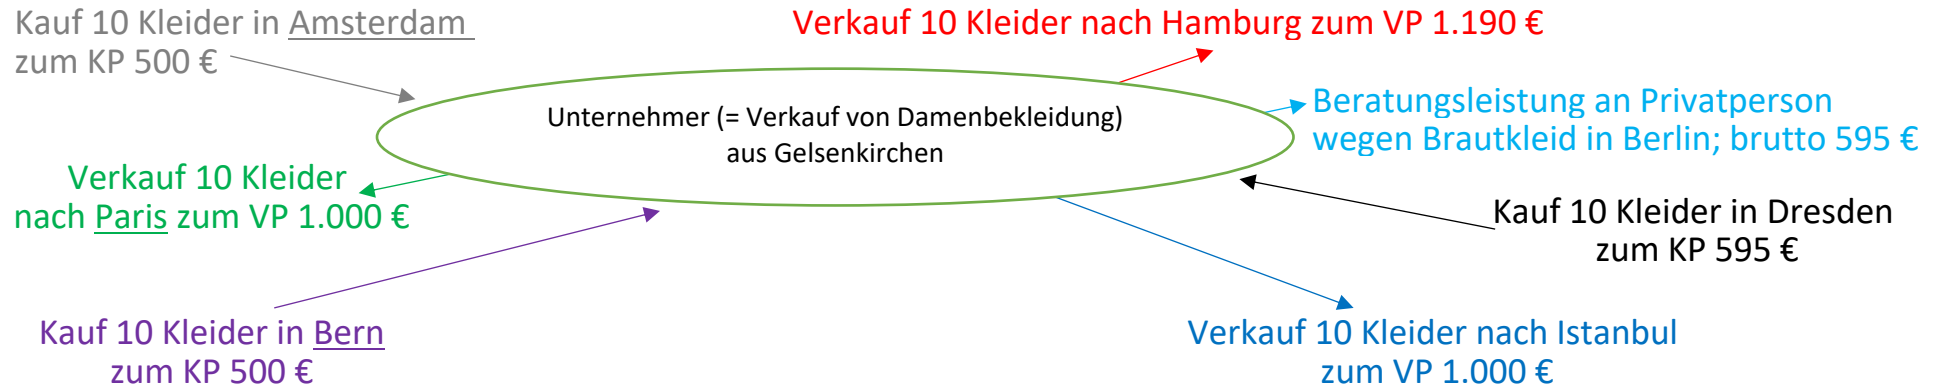 Kauf 10 Kleider in Amsterdam
zum KP 500 €
Verkauf 10 Kleider nach Hamburg zum VP 1.190 €
Unternehmer (= Verkauf von Damenbekleidung)
aus Gelsenkirchen
Beratungsleistung an Privatperson
wegen Brautkleid in Berlin; brutto 595 €
Verkauf 10 Kleider
nach Paris zum VP 1.000 €
Kauf 10 Kleider in Dresden
zum KP 595 €
Kauf 10 Kleider in Bern
zum KP 500 €
Verkauf 10 Kleider nach Istanbul
zum VP 1.000 €